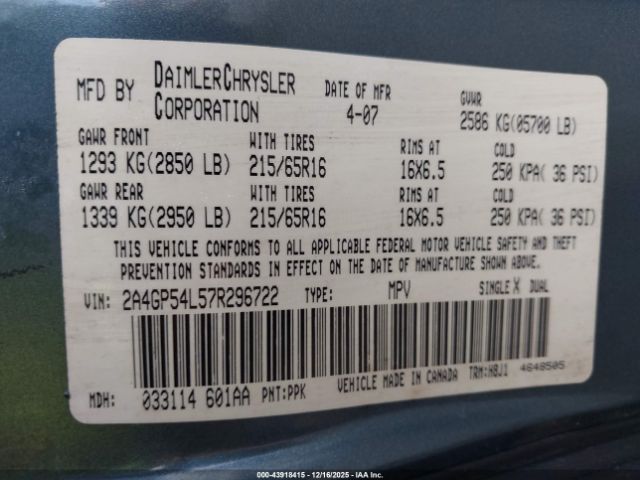 MFD BY DAIMLERCHRYSLER CORPORATION DATE OF MFR 4-07 GVWR 2586 KG(05700 LB)
GAWR FRONT WITH TIRES RIMS AT COLD
1293 KG(2850 LB) 215/65R16 16X6.5 250 KPA( 36 PSI)
GAWR REAR WITH TIRES RIMS AT COLD
1339 KG(2950 LB) 215/65R16 16X6.5 250 KPA( 36 PSI)
THIS VEHICLE CONFORMS TO ALL APPLICABLE FEDERAL MOTOR VEHICLE SAFETY AND THEFT
PREVENTION STANDARDS IN EFFECT ON THE DATE OF MANUFACTURE SHOWN ABOVE.
VIN: 2A4GP54L57R296722 TYPE: MPV SINGLE X DUAL
MDH: 033114 601AA PNT:PPK VEHICLE MADE IN CANADA TRM:H8J1 4648505
000-43918415 - 12/16/2025 - IAA Inc.